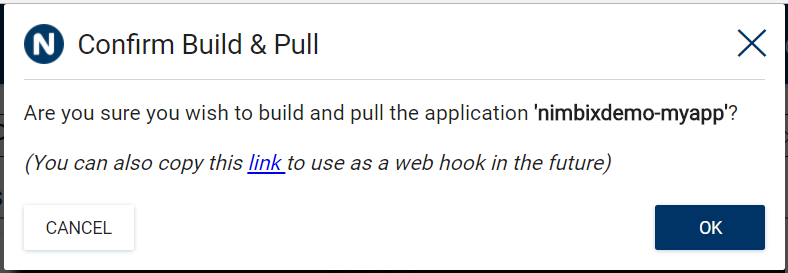 N Confirm Build & Pull
Are you sure you wish to build and pull the application 'nimbixdemo-myapp'?
(You can also copy this link to use as a web hook in the future)
CANCEL
OK